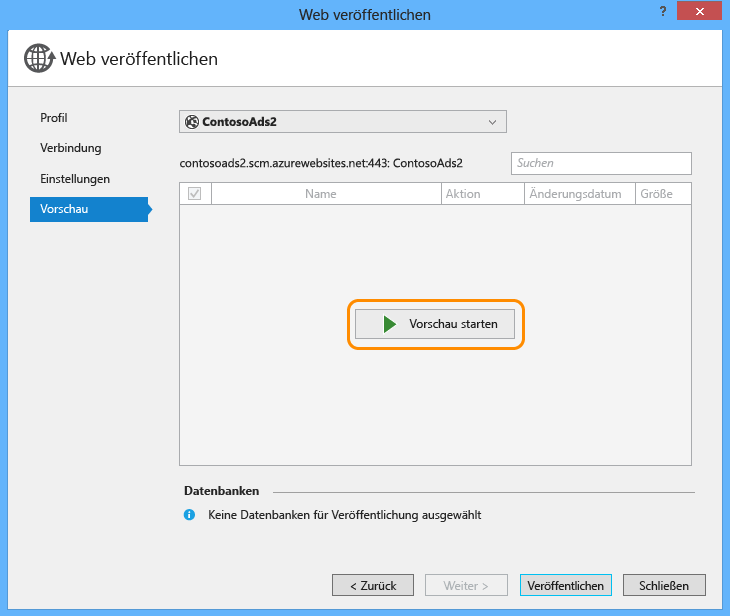 Web veröffentlichen
?
Web veröffentlichen
Profil
Verbindung
Einstellungen
Vorschau
ContosoAds2
contosoads2.scm.azurewebsites.net:443: ContosoAds2
Suchen
Name Aktion Änderungsdatum Größe
Vorschau starten
Datenbanken
Keine Datenbanken für Veröffentlichung ausgewählt
< Zurück Weiter > Veröffentlichen Schließen